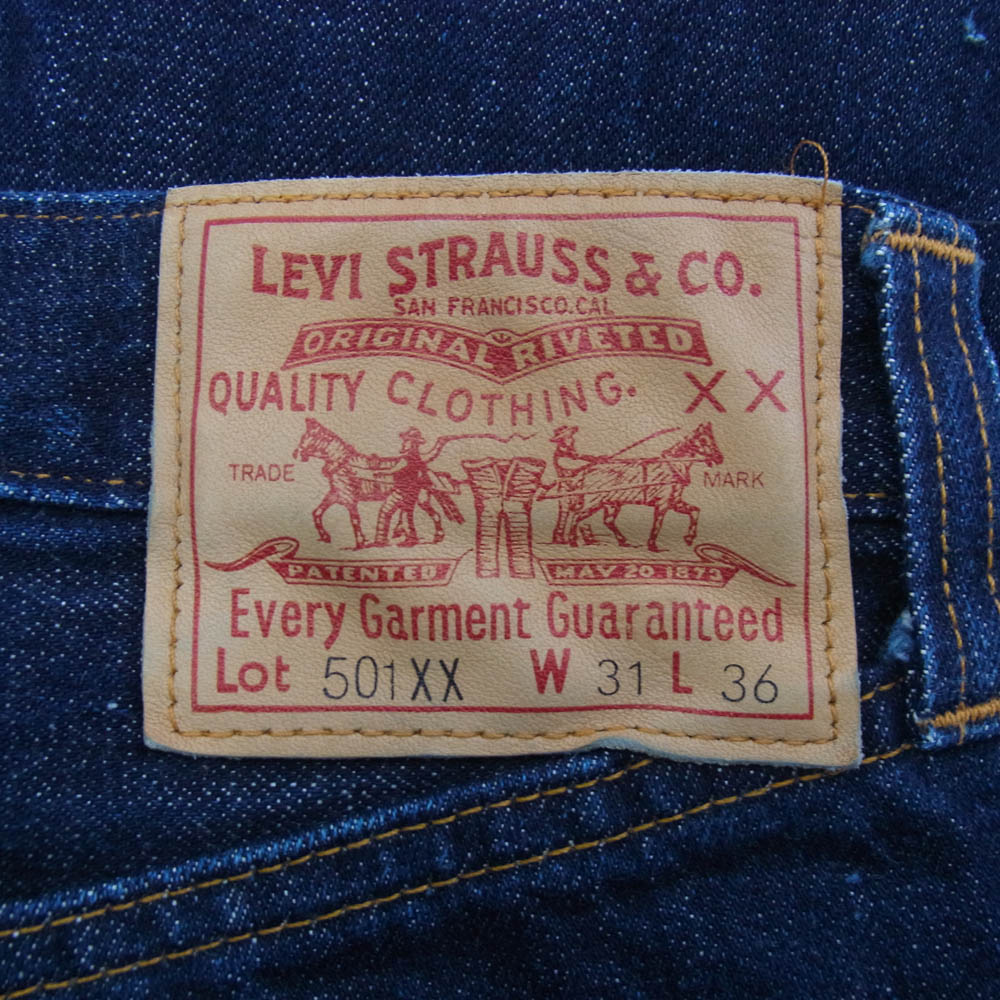 LEVI STRAUSS & CO.
SAN FRANCISCO.CAL
ORIGINAL RIVETED
QUALITY CLOTHING. XX
TRADE MARK
PATENTED MAY 20 1873
Every Garment Guaranteed
Lot 501XX W 31 L 36